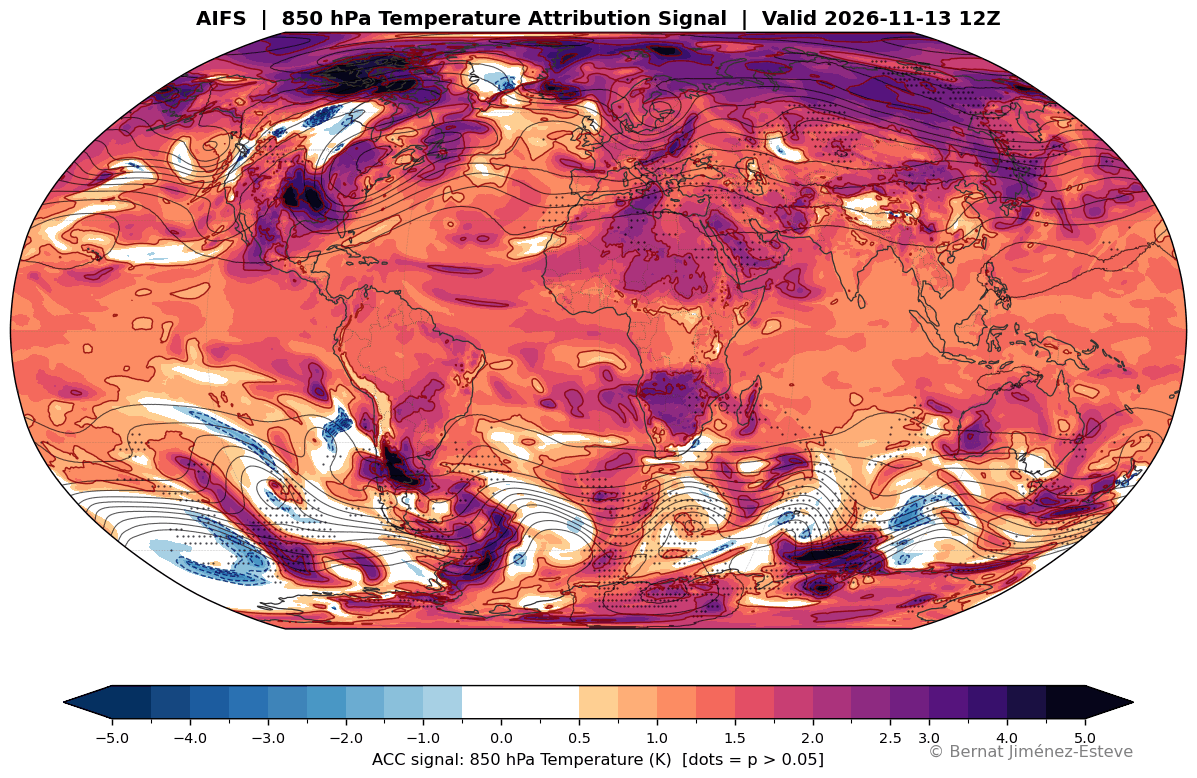 AIFS | 850 hPa Temperature Attribution Signal | Valid 2026-11-13 12Z
−5.0 −4.0 −3.0 −2.0 −1.0 0.0 0.5 1.0 1.5 2.0 2.5 3.0 4.0 5.0
© Bernat Jiménez-Esteve
ACC signal: 850 hPa Temperature (K) [dots = p > 0.05]